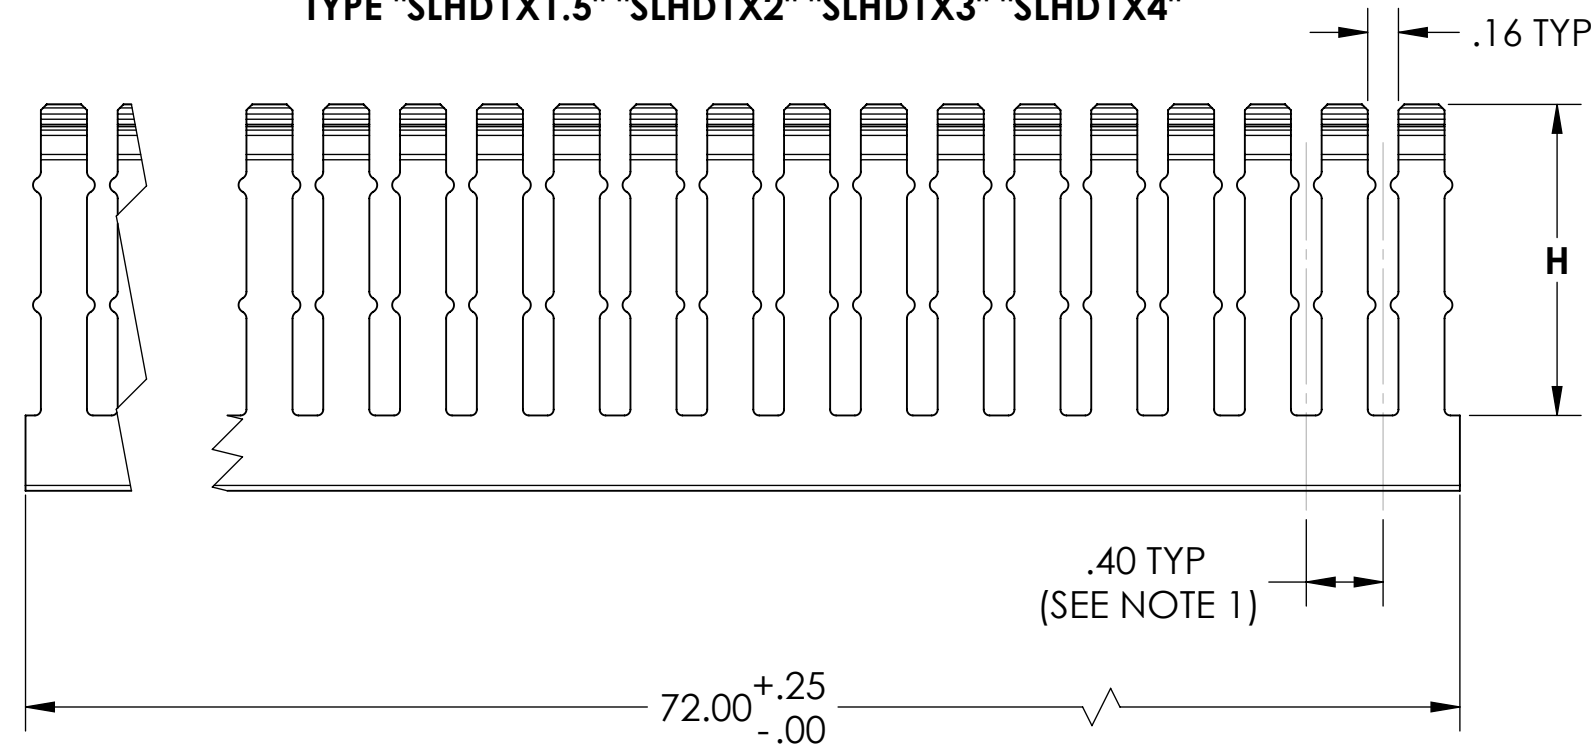 TYPE "SLHD1X1.5" "SLHD1X2" "SLHD1X3" "SLHD1X4"
.16 TYP
H
.40 TYP
(SEE NOTE 1)
72.00 +.25
-.00